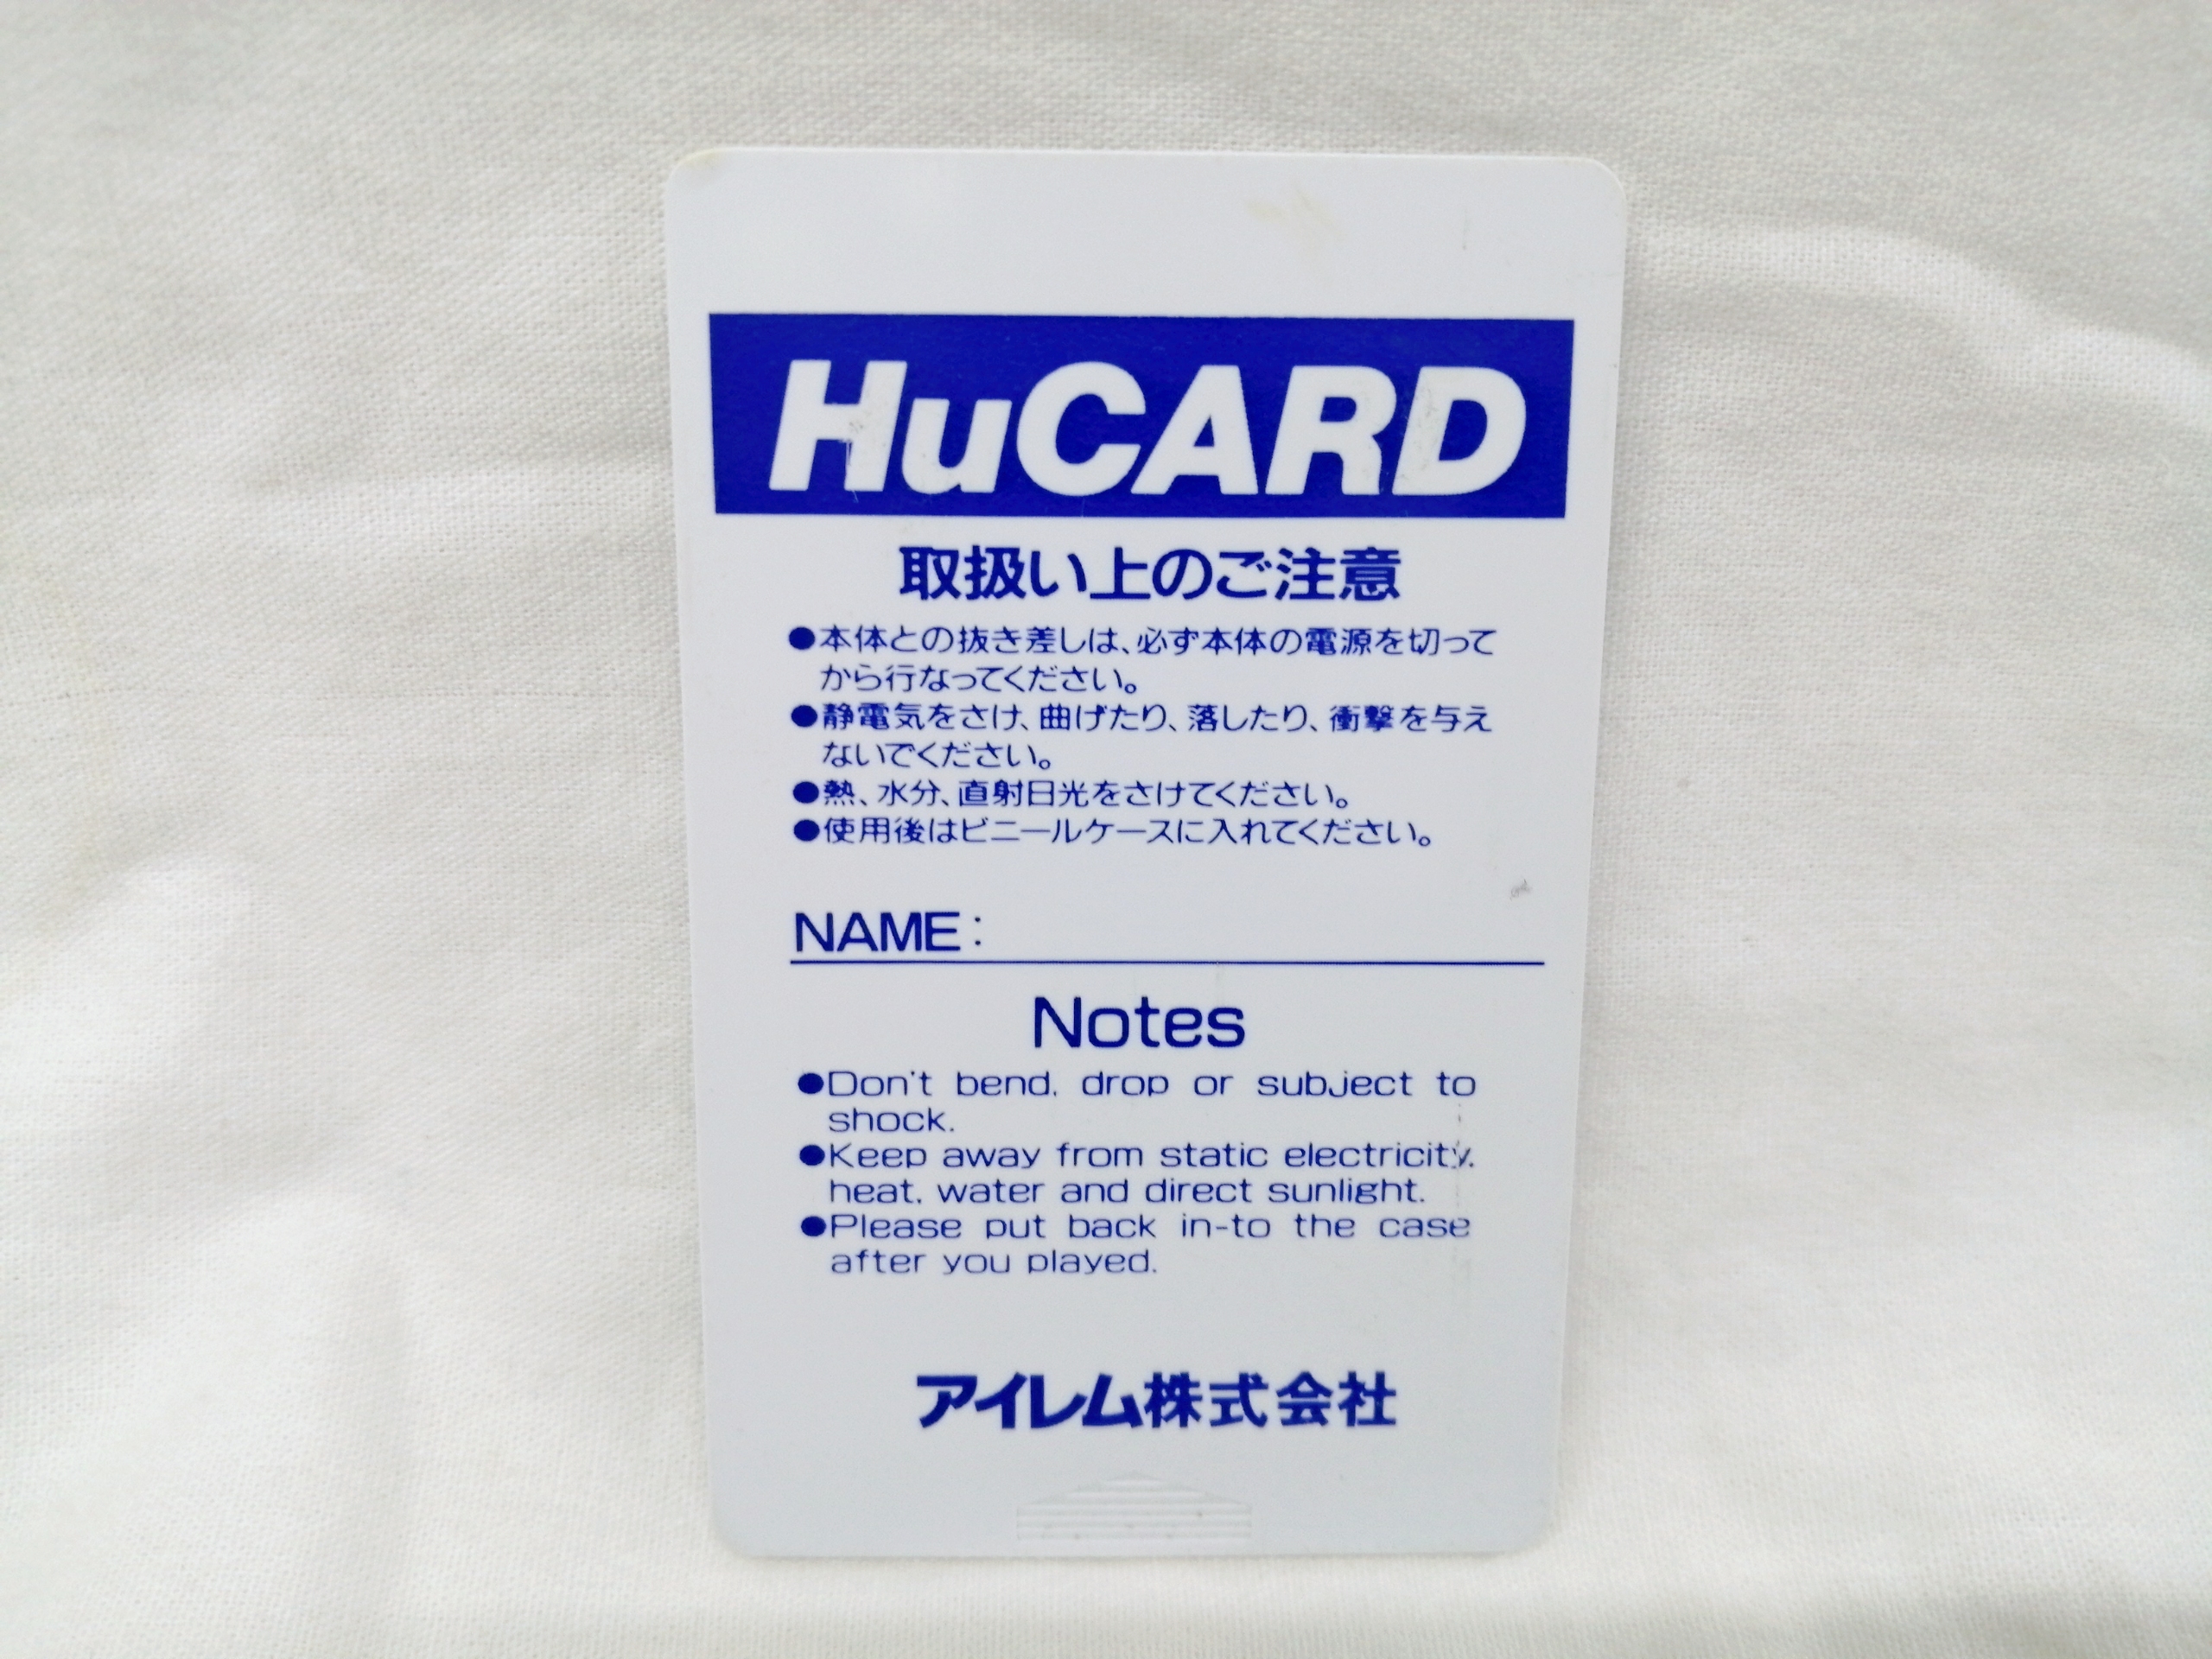 HuCARD
取扱い上のご注意
●本体との抜き差しは、必ず本体の電源を切って
から行なってください。
●静電気をさけ、曲げたり、落したり、衝撃を与え
ないでください。
●熱、水分、直射日光をさけてください。
●使用後はビニールケースに入れてください。
NAME:
Notes
●Don't bend, drop or subject to
shock.
●Keep away from static electricity,
heat, water and direct sunlight.
●Please put back in-to the case
after you played.
アイレム株式会社